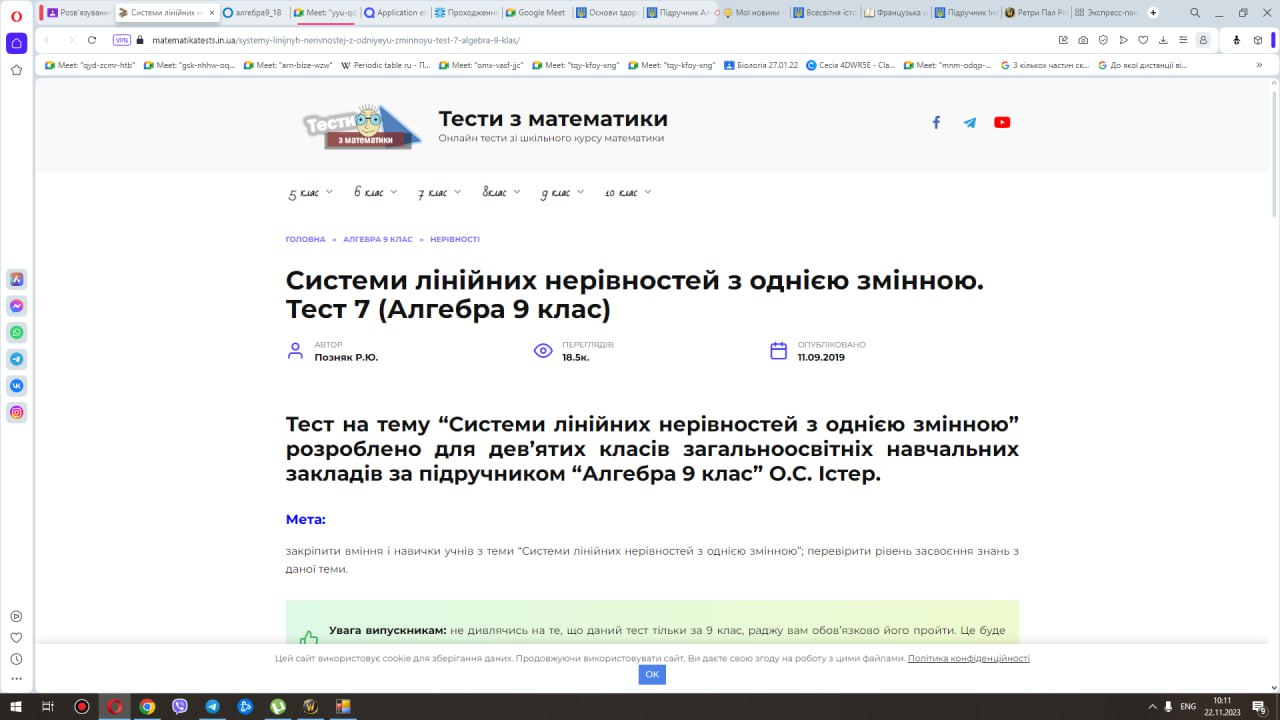 Розв'язуванн
Системи лінійних н
алгебра9_18
Meet: "yyu-qd
Application er
Проходженн
Google Meet
Основи здоро
Підручник Ал
Мої новини -
Всесвітня іст
Французька м
Підручник Ін
Ретри Пал Ро
Экспресс-пан
VPN
matematikatests.in.ua/systemy-linijnyh-nerivnostej-z-odniyeyu-zminnoyu-test-7-algebra-9-klas/
Meet: "qyd-zcmr-htb"
Meet: "gsk-nhhw-oq...
Meet: "arn-bize-wzw"
Periodic table ru - П...
Meet: "omx-vasf-jjc"
Meet: "tqy-kfoy-xng"
Meet: "tqy-kfoy-xng"
Біологія 27.01.22
Сесія 4DWR5E - Cla...
Meet: "mnm-odqp-...
З кількох частин ск...
До якої дистанції ві...
Тести
з математики
Тести з математики
Онлайн тести зі шкільного курсу математики
5 клас
6 клас
7 клас
8клас
9 клас
10 клас
ГОЛОВНА » АЛГЕБРА 9 КЛАС » НЕРІВНОСТІ
Системи лінійних нерівностей з однією змінною.
Тест 7 (Алгебра 9 клас)
АВТОР
Позняк Р.Ю.
ПЕРЕГЛЯДІВ
18.5к.
ОПУБЛІКОВАНО
11.09.2019
Тест на тему “Системи лінійних нерівностей з однією змінною”
розроблено для дев’ятих класів загальноосвітніх навчальних
закладів за підручником “Алгебра 9 клас” О.С. Істер.
Мета:
закріпити вміння і навички учнів з теми “Системи лінійних нерівностей з однією змінною”; перевірити рівень засвоєння знань з
даної теми.
Увага випускникам: не дивлячись на те, що даний тест тільки за 9 клас, раджу вам обов’язково його пройти. Це буде
Цей сайт використовує cookie для зберігання даних. Продовжуючи використовувати сайт, Ви даєте свою згоду на роботу з цими файлами. Політика конфіденційності
OK
ENG
10:11
22.11.2023